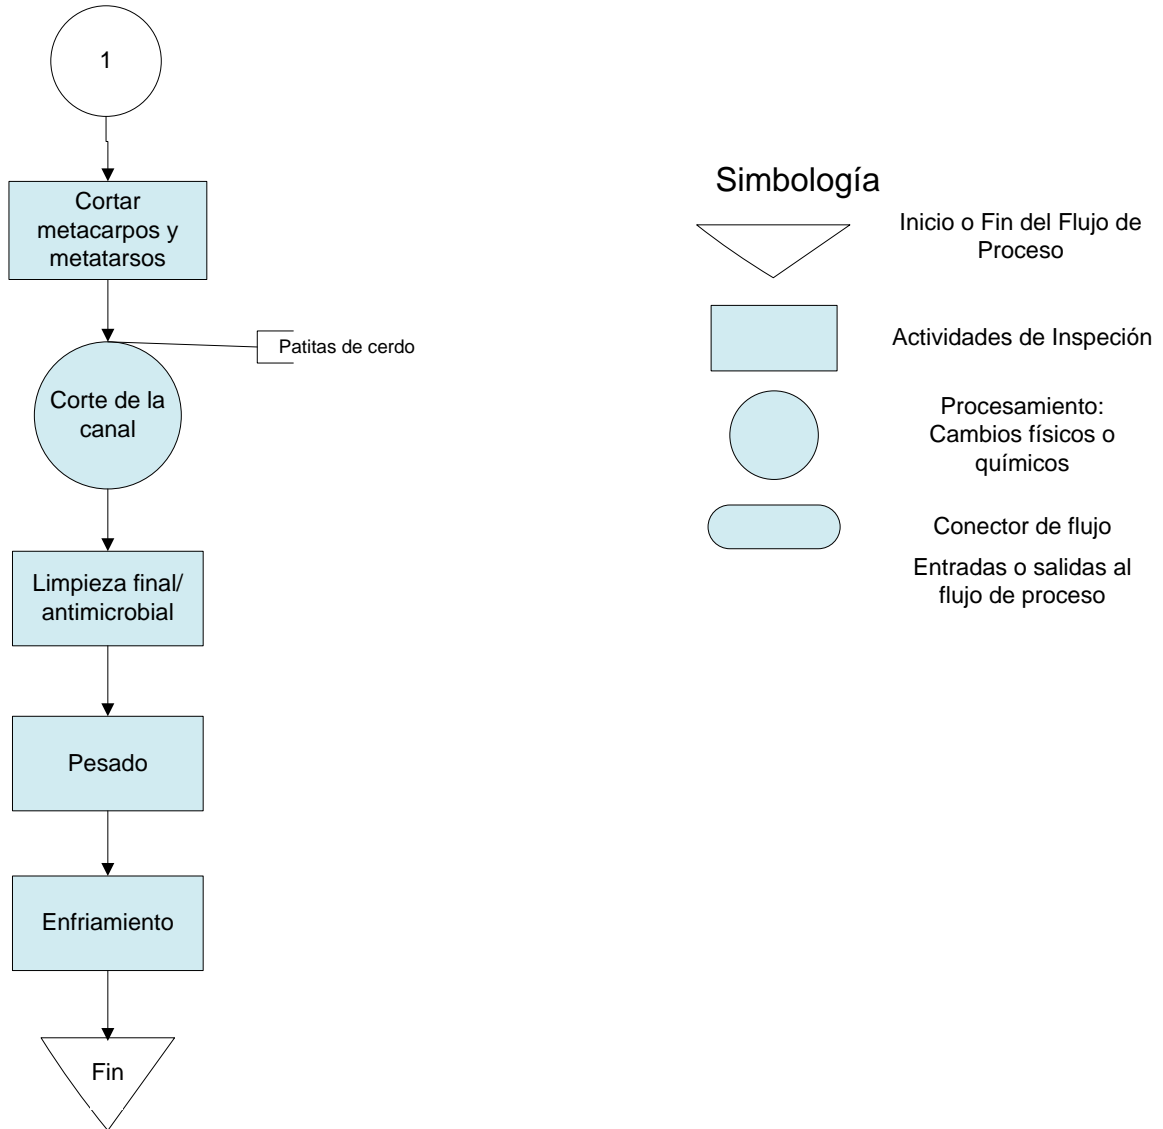 1
Cortar
metacarpos y
metatarsos
Patitas de cerdo
Corte de la
canal
Limpieza final/
antimicrobial
Pesado
Enfriamiento
Fin
Simbología
Inicio o Fin del Flujo de
Proceso
Actividades de Inspeción
Procesamiento:
Cambios físicos o
químicos
Conector de flujo
Entradas o salidas al
flujo de proceso